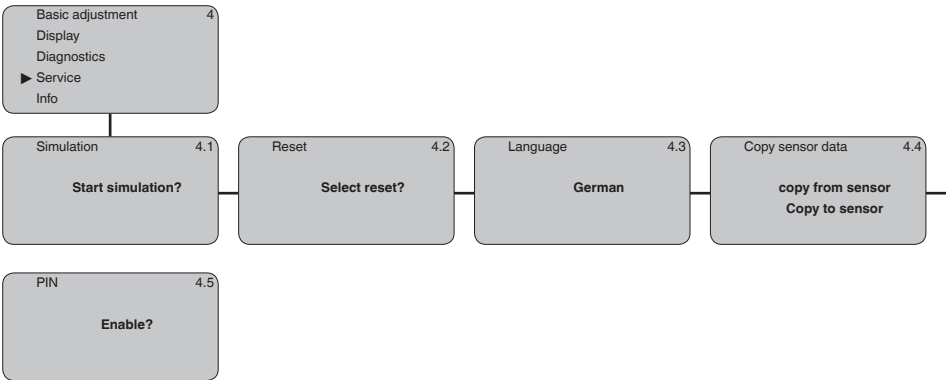 Basic adjustment 4
Display
Diagnostics
▶ Service
Info
Simulation 4.1
Start simulation?
Reset 4.2
Select reset?
Language 4.3
German
Copy sensor data 4.4
copy from sensor
Copy to sensor
PIN 4.5
Enable?